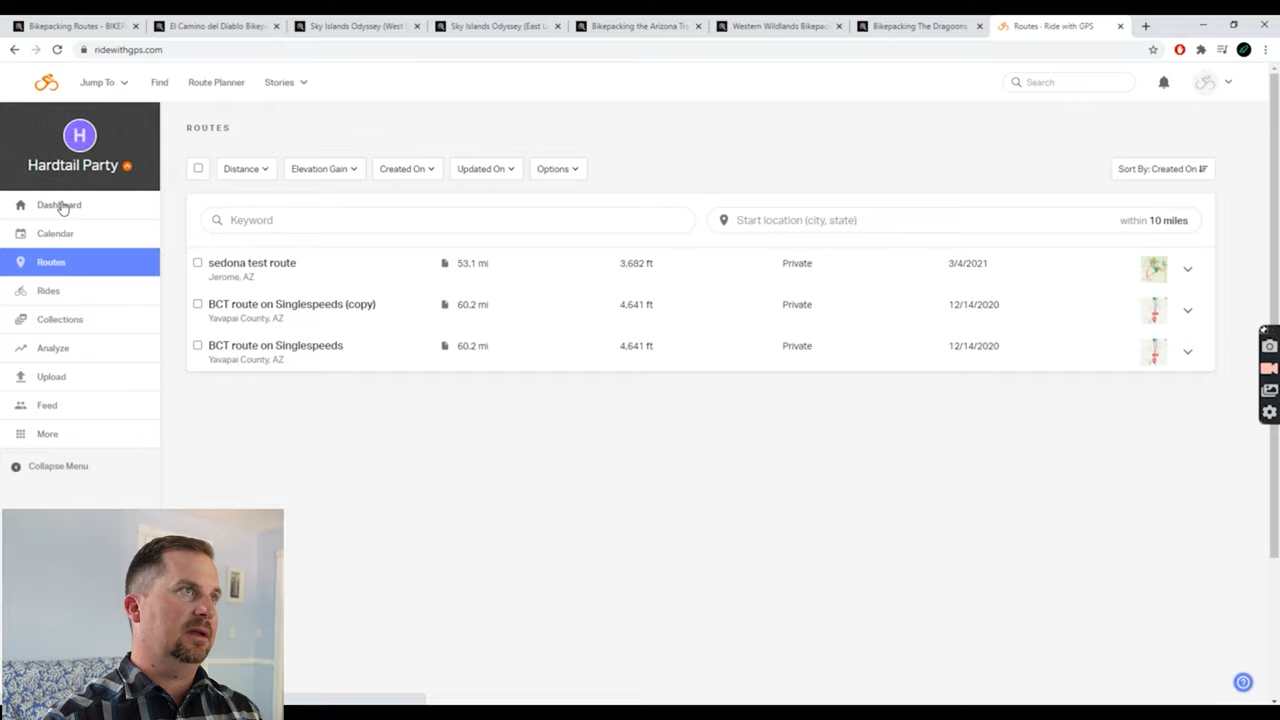 Bikepacking Routes - BIKEP
El Camino del Diablo Bikep
Sky Islands Odyssey (West
Sky Islands Odyssey (East L
Bikepacking the Arizona Tr
Western Wildlands Bikepac
Bikepacking The Dragoons
Routes - Ride with GPS
ridewithgps.com
Jump To
Find
Route Planner
Stories
Search
H
Hardtail Party
Dashboard
Calendar
Routes
Rides
Collections
Analyze
Upload
Feed
More
Collapse Menu
ROUTES
Distance
Elevation Gain
Created On
Updated On
Options
Sort By: Created On
Keyword
Start location (city, state)
within 10 miles
sedona test route 53.1 mi 3,682 ft Private 3/4/2021
Jerome, AZ
BCT route on Singlespeeds (copy) 60.2 mi 4,641 ft Private 12/14/2020
Yavapai County, AZ
BCT route on Singlespeeds 60.2 mi 4,641 ft Private 12/14/2020
Yavapai County, AZ